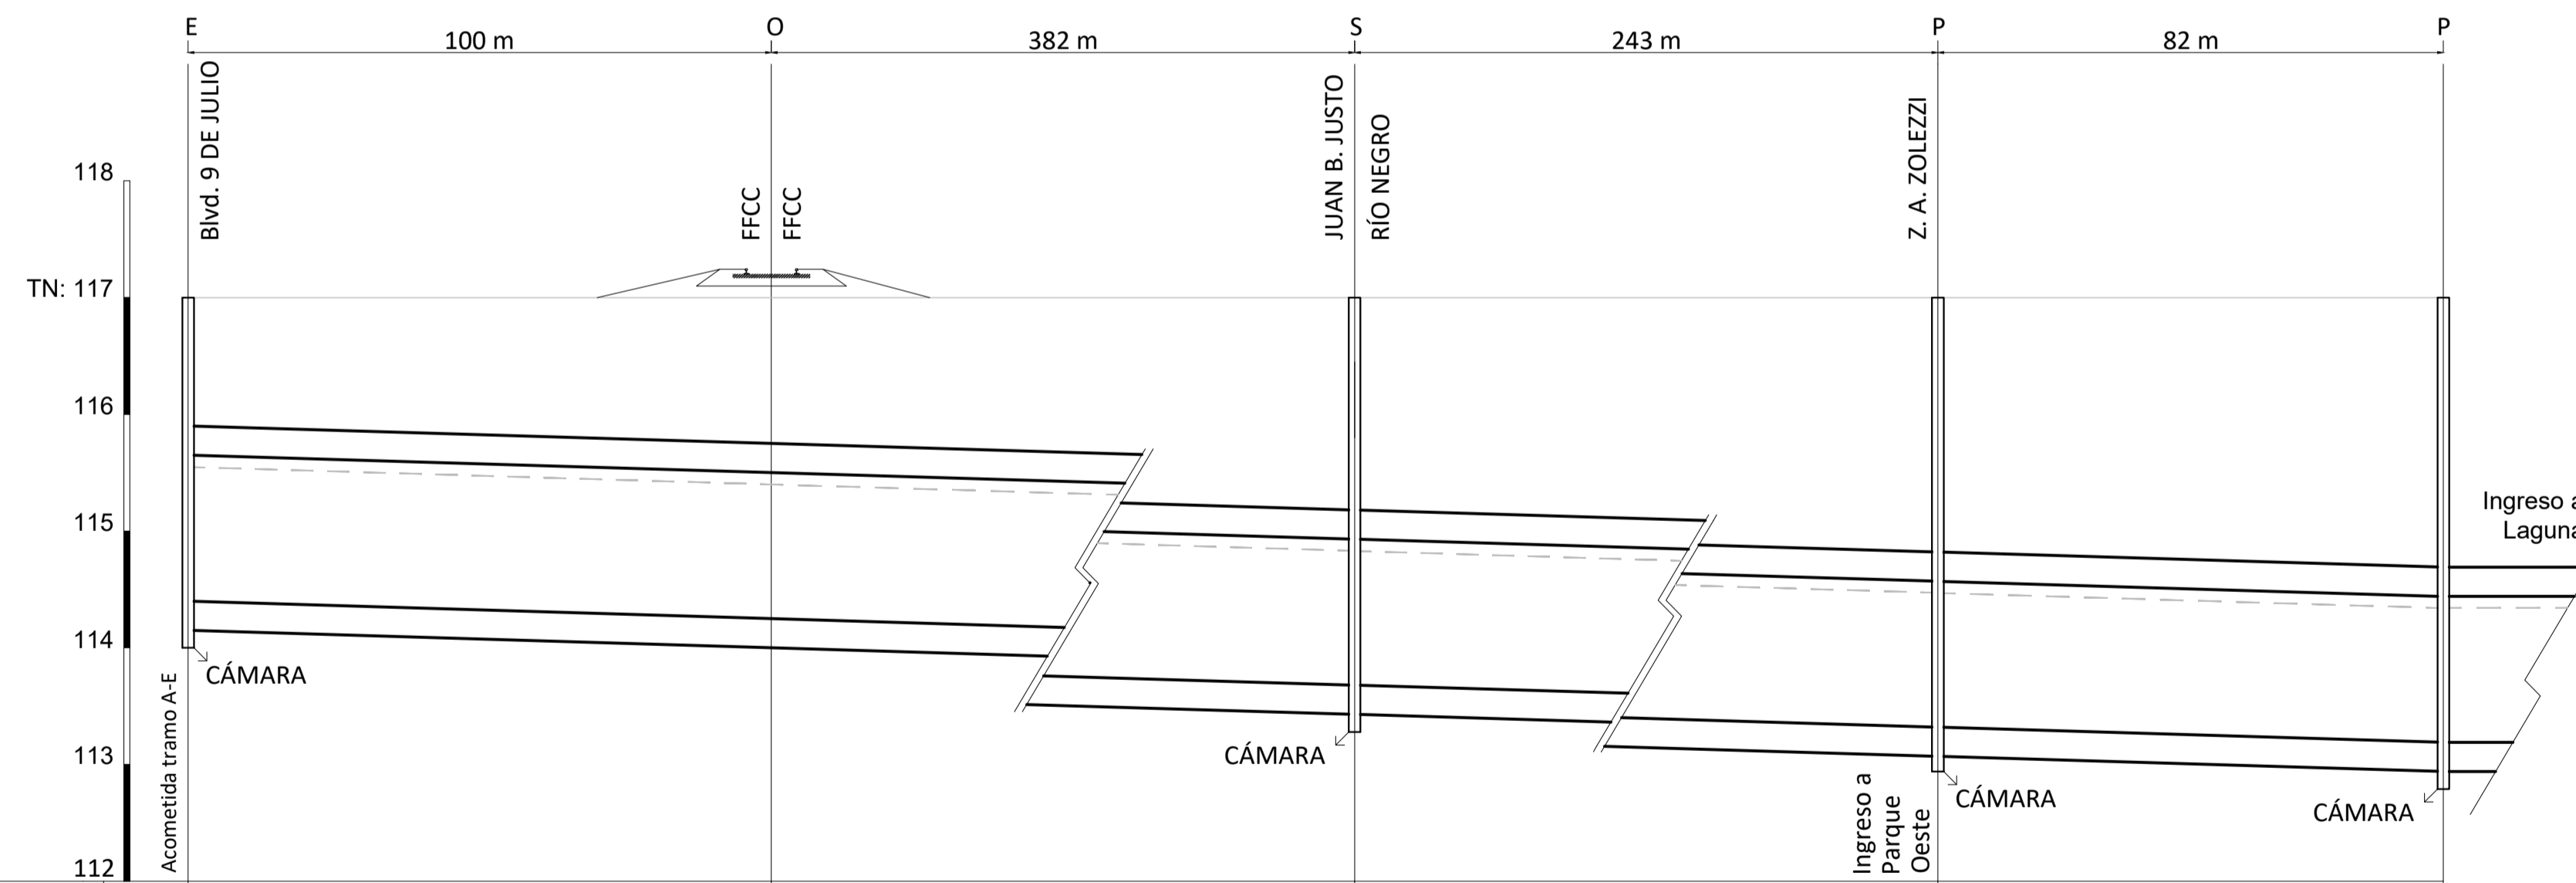 E
O
S
P
P
100 m
382 m
243 m
82 m
Blvd. 9 DE JULIO
FFCC
FFCC
JUAN B. JUSTO
RÍO NEGRO
Z. A. ZOLEZZI
118
TN: 117
116
115
114
113
112
Ingreso a
Laguna
CÁMARA
CÁMARA
CÁMARA
CÁMARA
Acometida tramo A-E
Ingreso a
Parque
Oeste